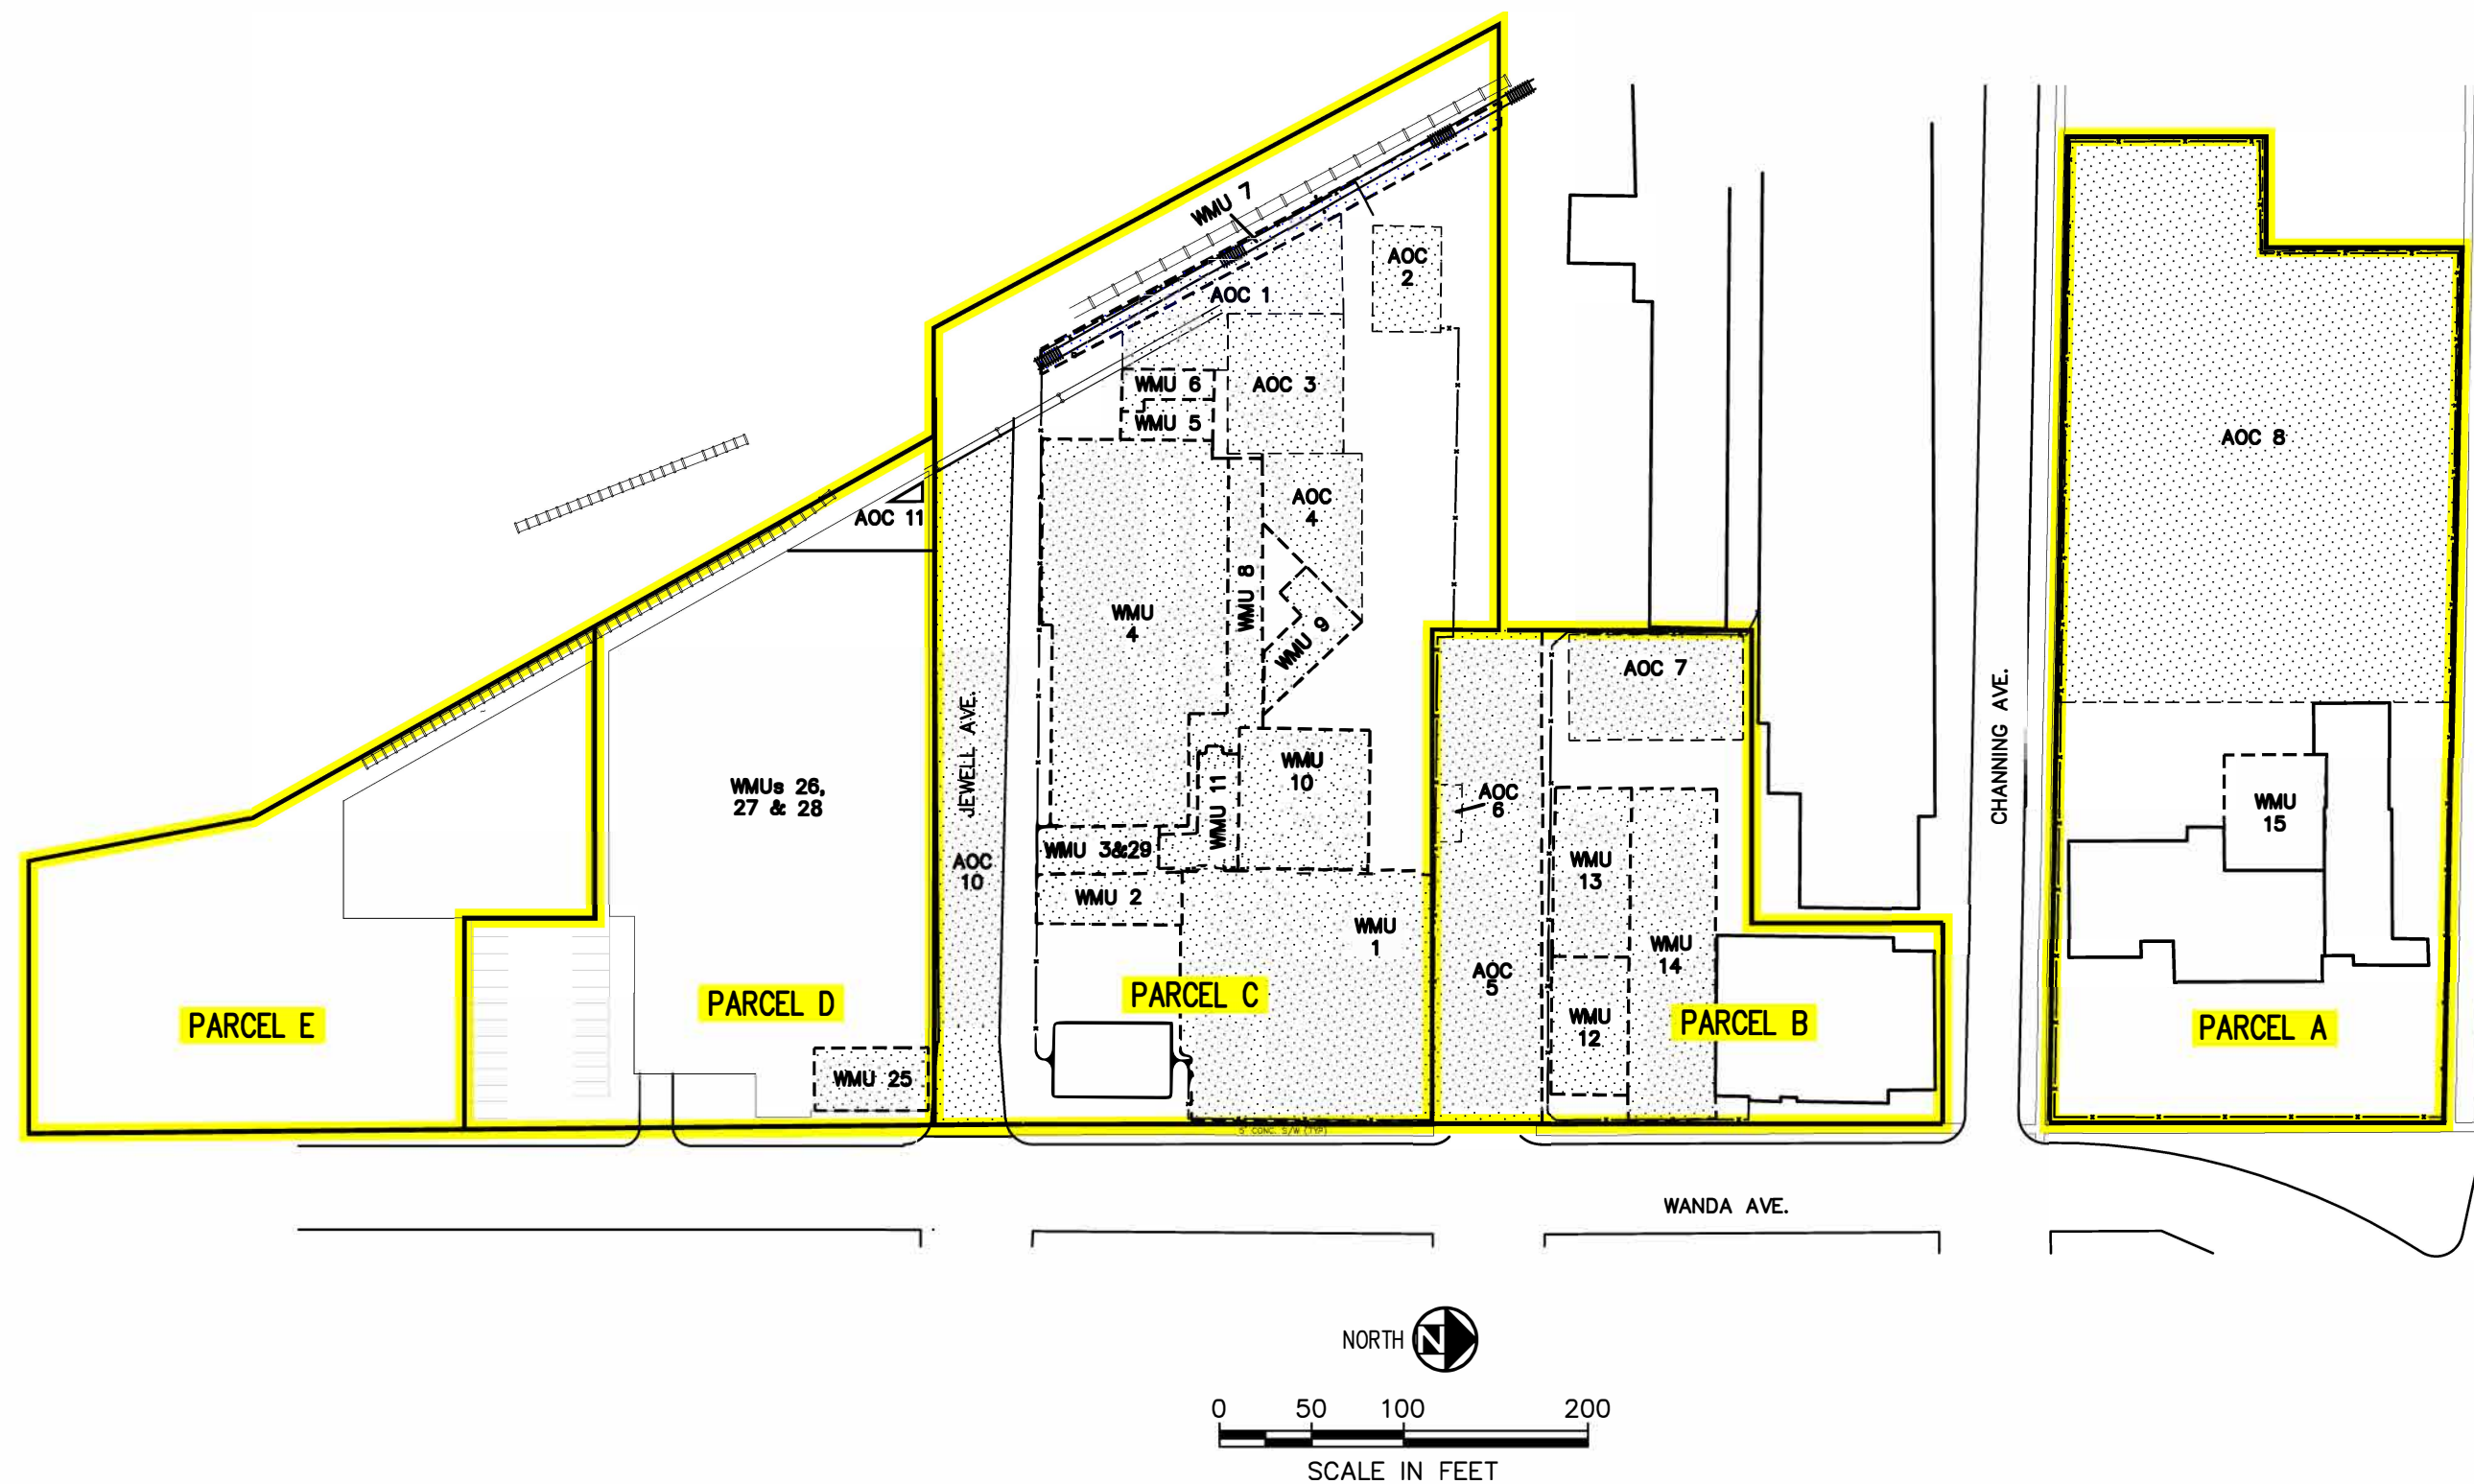 WMU 7
AOC 1
AOC
2
WMU 6
AOC 3
WMU 5
AOC 8
AOC
4
AOC 11
WMU 8
WMU
4
WMU 9
AOC 7
JEWELL AVE.
CHANNING AVE.
WMUs 26,
27 & 28
WMU
10
WMU 11
AOC
6
WMU
15
WMU 3&29
AOC
10
WMU
13
WMU 2
WMU
1
WMU
14
AOC
5
PARCEL E
PARCEL D
PARCEL C
WMU
12
PARCEL B
PARCEL A
WMU 25
5' CONC. S/W (TYP)
WANDA AVE.
NORTH N
0 50 100 200
SCALE IN FEET